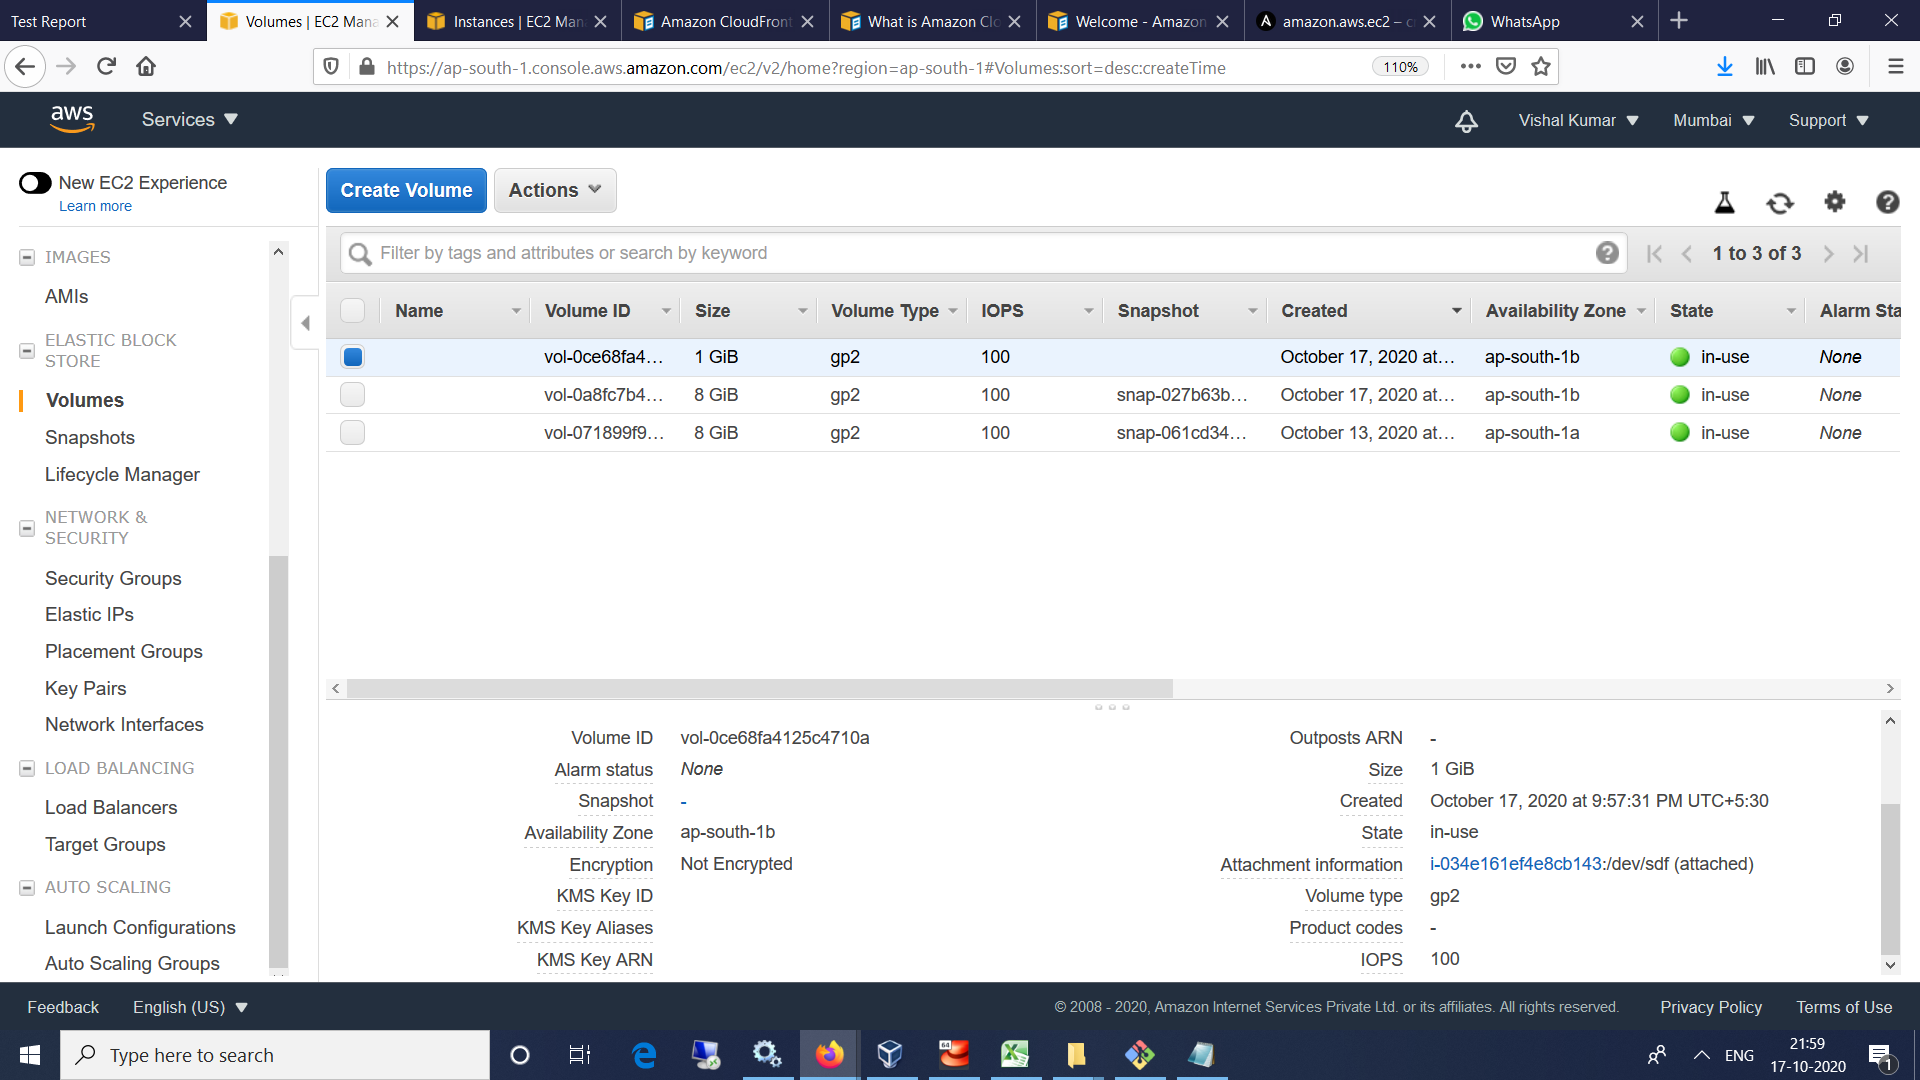 Test Report
Volumes | EC2 Mana
Instances | EC2 Man
Amazon CloudFront
What is Amazon Clo
Welcome - Amazon
amazon.aws.ec2 – c
WhatsApp
https://ap-south-1.console.aws.amazon.com/ec2/v2/home?region=ap-south-1#Volumes:sort=desc:createTime
110%
aws
Services
Vishal Kumar
Mumbai
Support
New EC2 Experience
Learn more
IMAGES
AMIs
ELASTIC BLOCK
STORE
Volumes
Snapshots
Lifecycle Manager
NETWORK &
SECURITY
Security Groups
Elastic IPs
Placement Groups
Key Pairs
Network Interfaces
LOAD BALANCING
Load Balancers
Target Groups
AUTO SCALING
Launch Configurations
Auto Scaling Groups
Create Volume
Actions
Filter by tags and attributes or search by keyword
1 to 3 of 3
Name Volume ID Size Volume Type IOPS Snapshot Created Availability Zone State Alarm Sta
vol-0ce68fa4... 1 GiB gp2 100 October 17, 2020 at... ap-south-1b in-use None
vol-0a8fc7b4... 8 GiB gp2 100 snap-027b63b... October 17, 2020 at... ap-south-1b in-use None
vol-071899f9... 8 GiB gp2 100 snap-061cd34... October 13, 2020 at... ap-south-1a in-use None
Volume ID vol-0ce68fa4125c4710a
Alarm status None
Snapshot -
Availability Zone ap-south-1b
Encryption Not Encrypted
KMS Key ID
KMS Key Aliases
KMS Key ARN
Outposts ARN -
Size 1 GiB
Created October 17, 2020 at 9:57:31 PM UTC+5:30
State in-use
Attachment information i-034e161ef4e8cb143:/dev/sdf (attached)
Volume type gp2
Product codes -
IOPS 100
Feedback
English (US)
© 2008 - 2020, Amazon Internet Services Private Ltd. or its affiliates. All rights reserved.
Privacy Policy
Terms of Use
Type here to search
64
ENG
21:59
17-10-2020
1